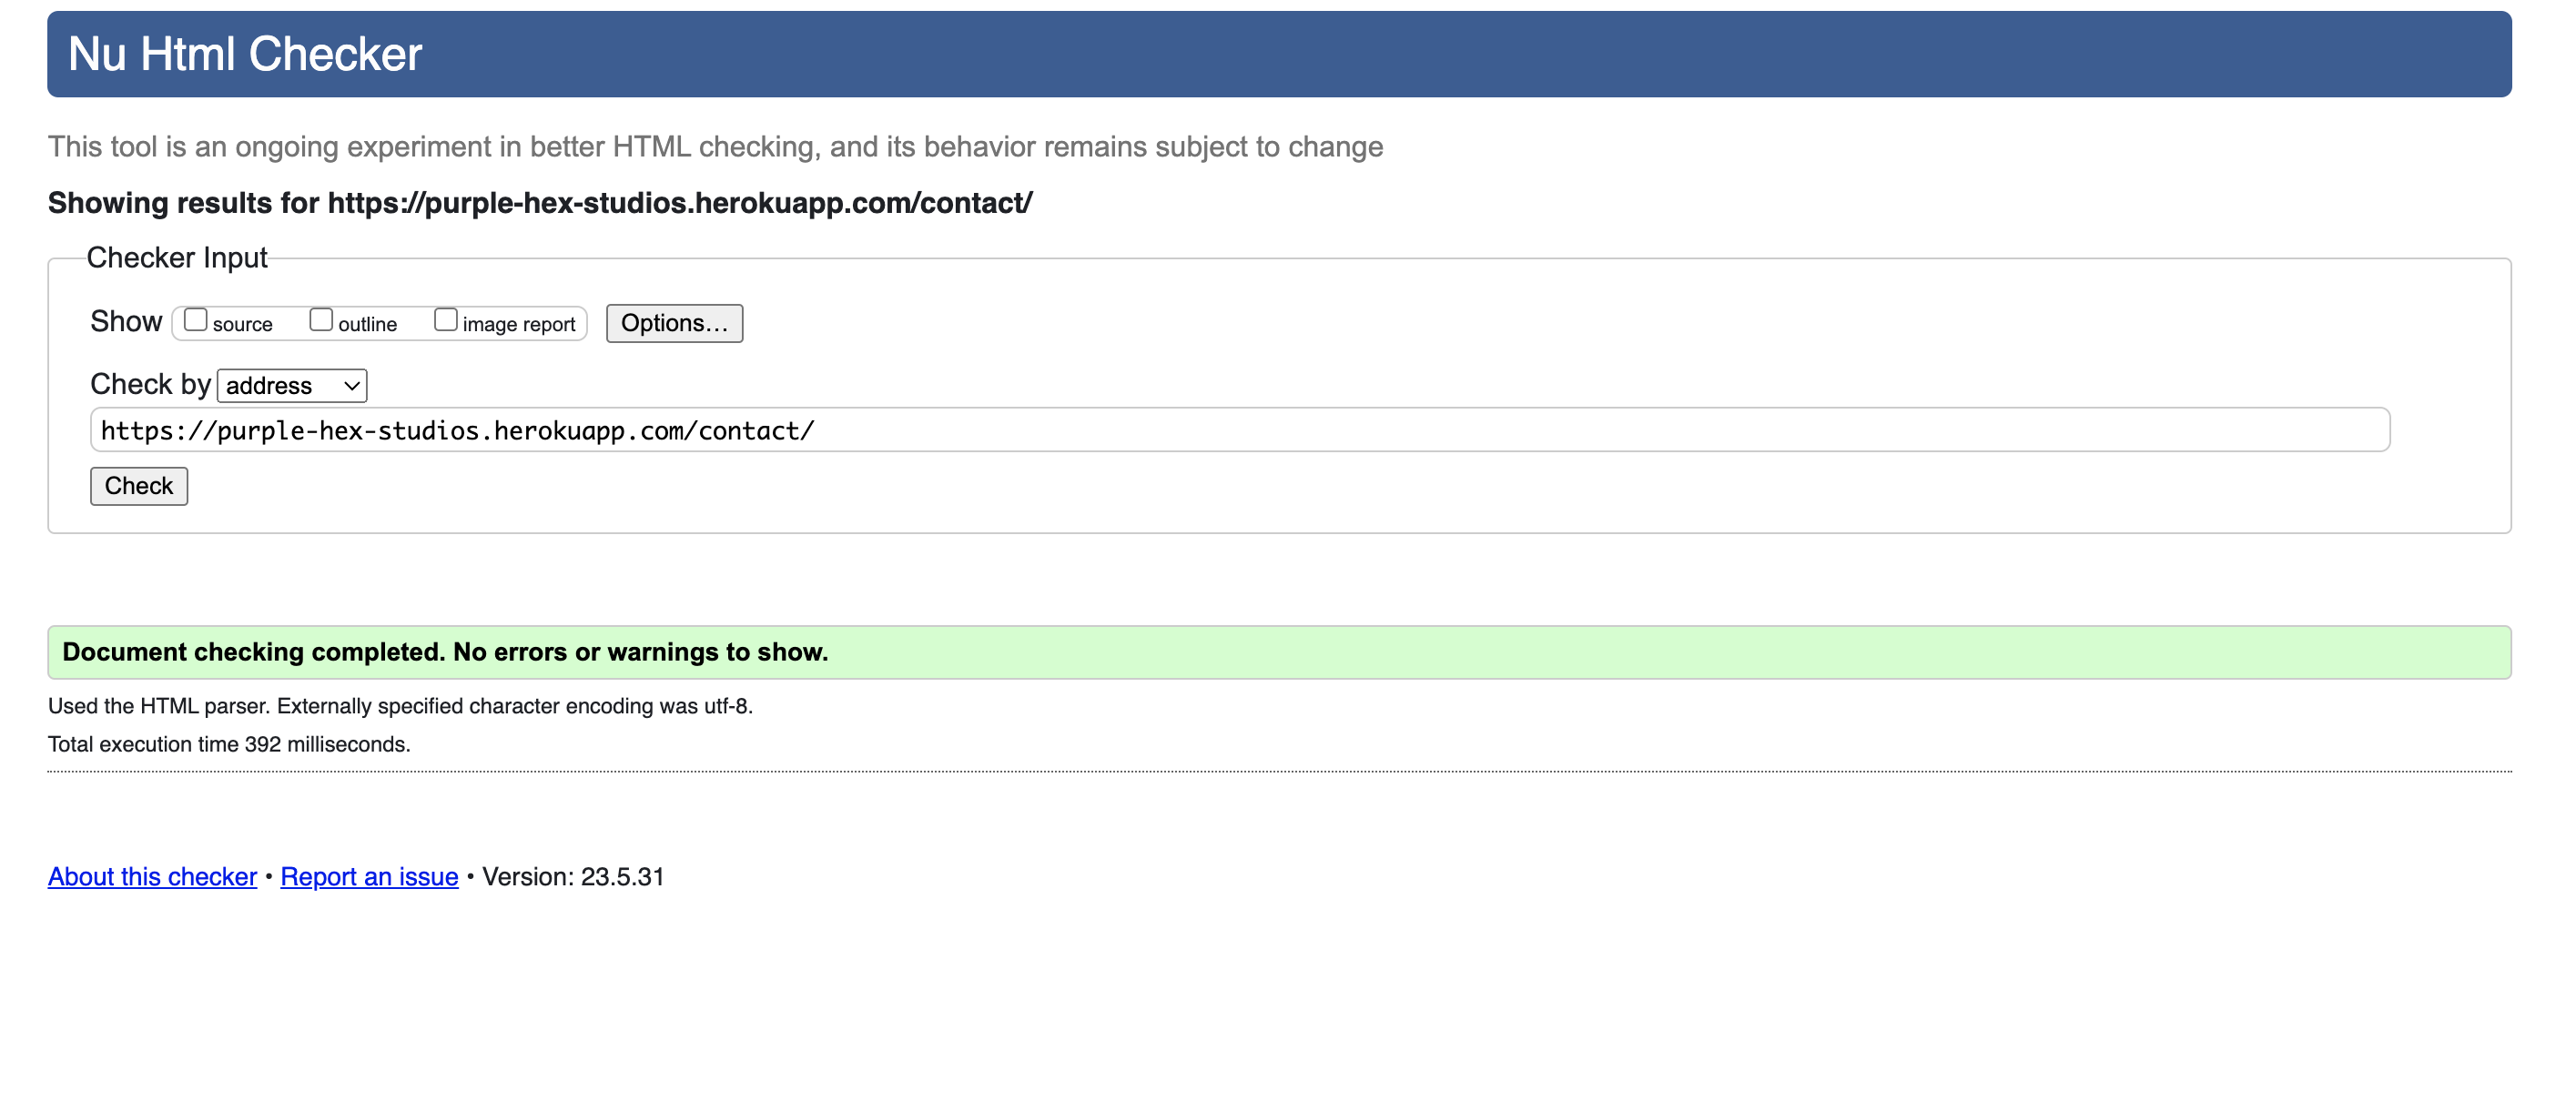 Nu Html Checker
This tool is an ongoing experiment in better HTML checking, and its behavior remains subject to change
Showing results for https://purple-hex-studios.herokuapp.com/contact/
Checker Input
Show source outline image report Options...
Check by address
https://purple-hex-studios.herokuapp.com/contact/
Check
Document checking completed. No errors or warnings to show.
Used the HTML parser. Externally specified character encoding was utf-8.
Total execution time 392 milliseconds.
About this checker • Report an issue • Version: 23.5.31